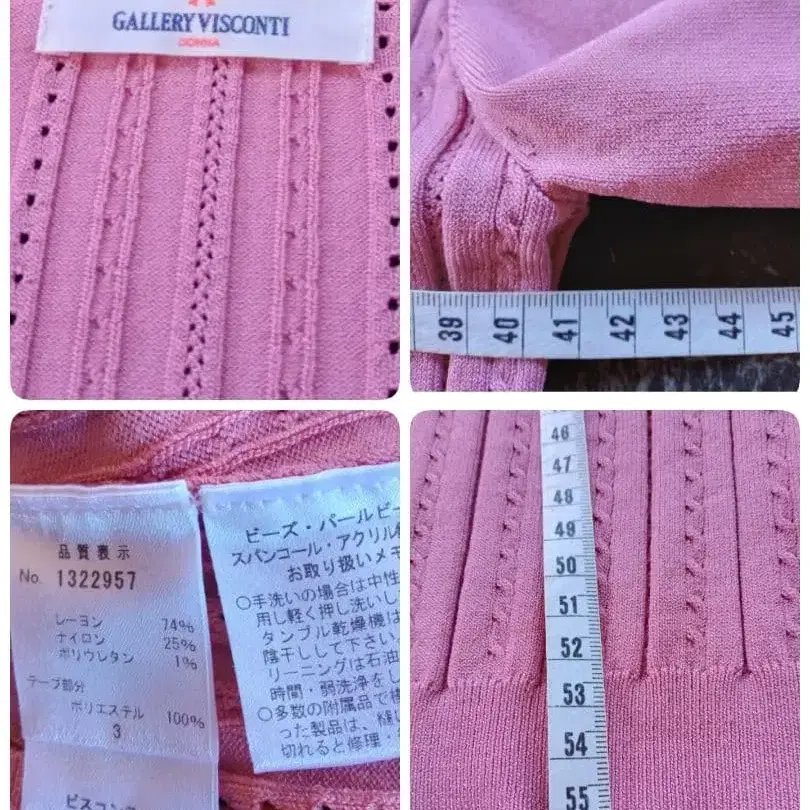 GALLERY VISCONTI
DONNA
39 40 41 42 43 44 45
品質表示
No. 1322957
レーヨン 74%
ナイロン 25%
ポリウレタン 1%
テープ部分
ポリエステル 100%
3
ビーズ・パールビー
スパンコール・アクリル
お取り扱いメモ
○手洗いの場合は中性
用し軽く押し洗いし
タンブル乾燥機は
陰干しして下さい。
リーニングは石油
時間・弱洗浄をし
○多数の付属品で
った製品は、縫い
切れると修理・
46
47
48
49
50
51
52
53
54
55